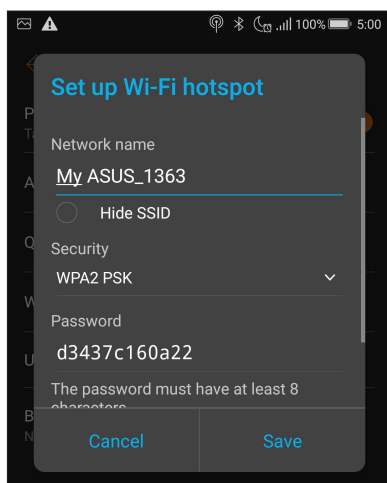 100% 5:00
Set up Wi-Fi hotspot
Network name
My ASUS_1363
Hide SSID
Security
WPA2 PSK
Password
d3437c160a22
The password must have at least 8
characters
Cancel
Save